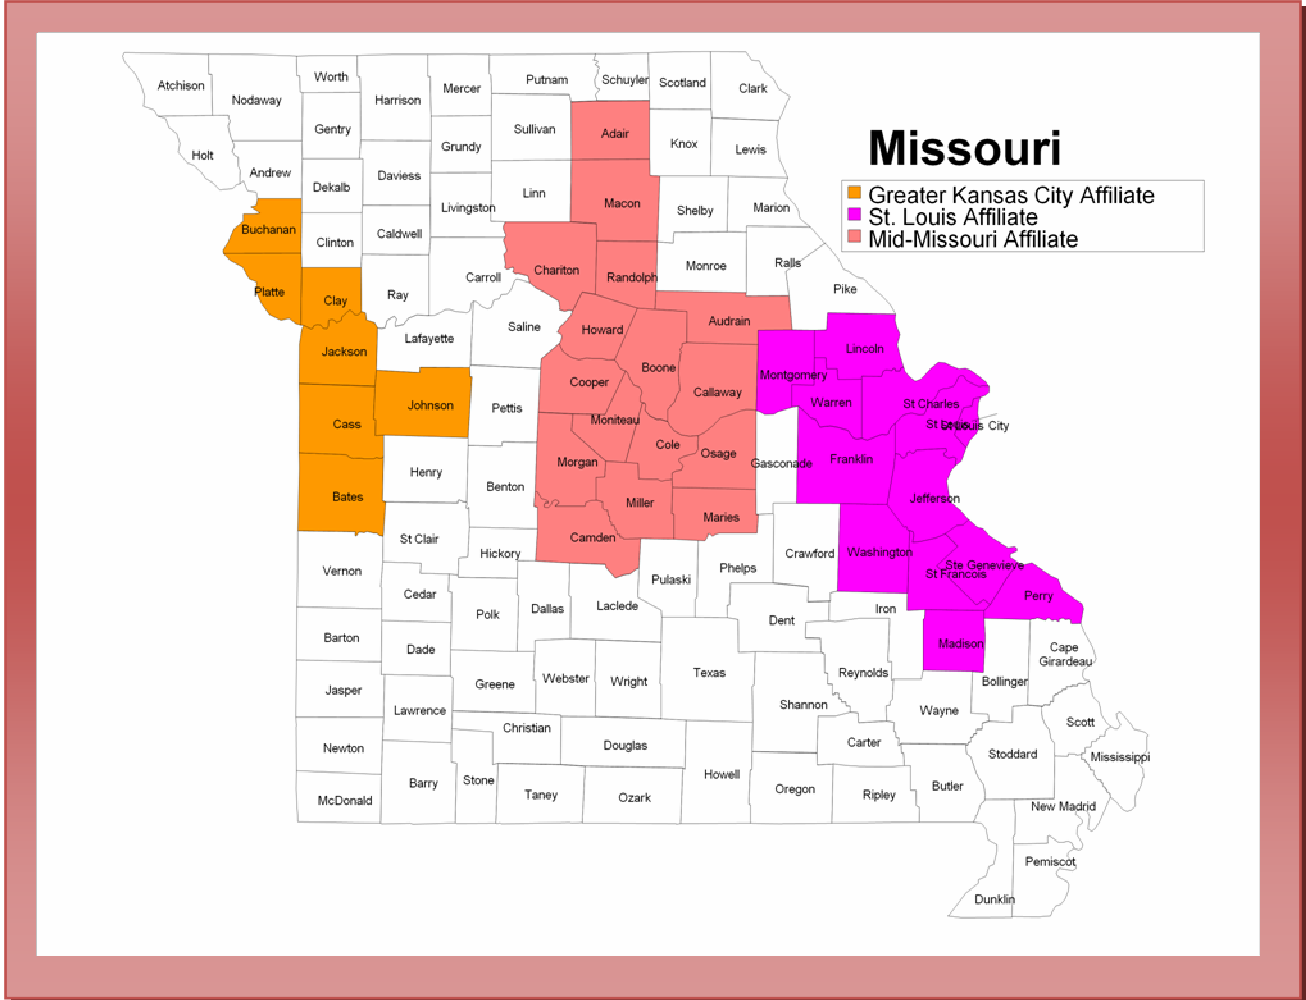 Missouri
Greater Kansas City Affiliate
St. Louis Affiliate
Mid-Missouri Affiliate
Atchison
Nodaway
Worth
Harrison
Mercer
Putnam
Schuyler
Scotland
Clark
Holt
Gentry
Grundy
Sullivan
Adair
Knox
Lewis
Andrew
Dekalb
Daviess
Livingston
Linn
Macon
Shelby
Marion
Buchanan
Clinton
Caldwell
Carroll
Chariton
Randolph
Monroe
Ralls
Pike
Platte
Clay
Ray
Lafayette
Saline
Howard
Audrain
Lincoln
Jackson
Boone
Callaway
Montgomery
Warren
St Charles
St Louis
St Louis City
Johnson
Cass
Pettis
Cooper
Moniteau
Cole
Osage
Gasconade
Franklin
Jefferson
Bates
Henry
Benton
Morgan
Miller
Maries
Camden
St Clair
Hickory
Vernon
Cedar
Polk
Dallas
Laclede
Pulaski
Phelps
Crawford
Washington
Ste Genevieve
St Francois
Perry
Dent
Iron
Madison
Barton
Dade
Greene
Webster
Wright
Texas
Reynolds
Bollinger
Cape
Girardeau
Jasper
Lawrence
Christian
Douglas
Shannon
Wayne
Scott
Newton
Carter
Stoddard
Mississippi
McDonald
Barry
Stone
Taney
Ozark
Howell
Oregon
Ripley
Butler
New Madrid
Pemiscot
Dunklin